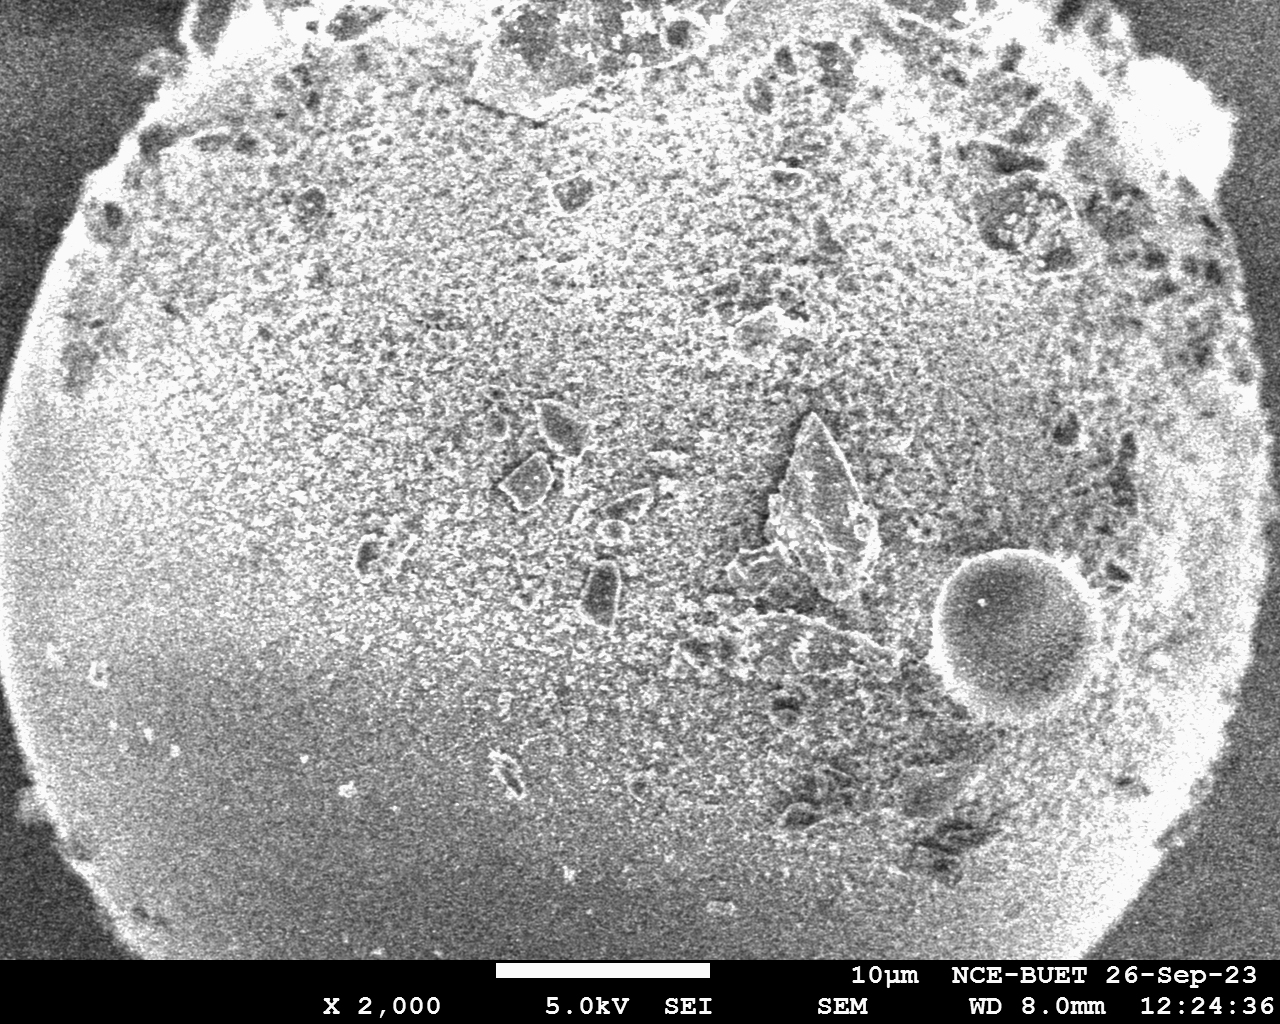 10µm NCE-BUET 26-Sep-23
X 2,000 5.0kV SEI SEM WD 8.0mm 12:24:36